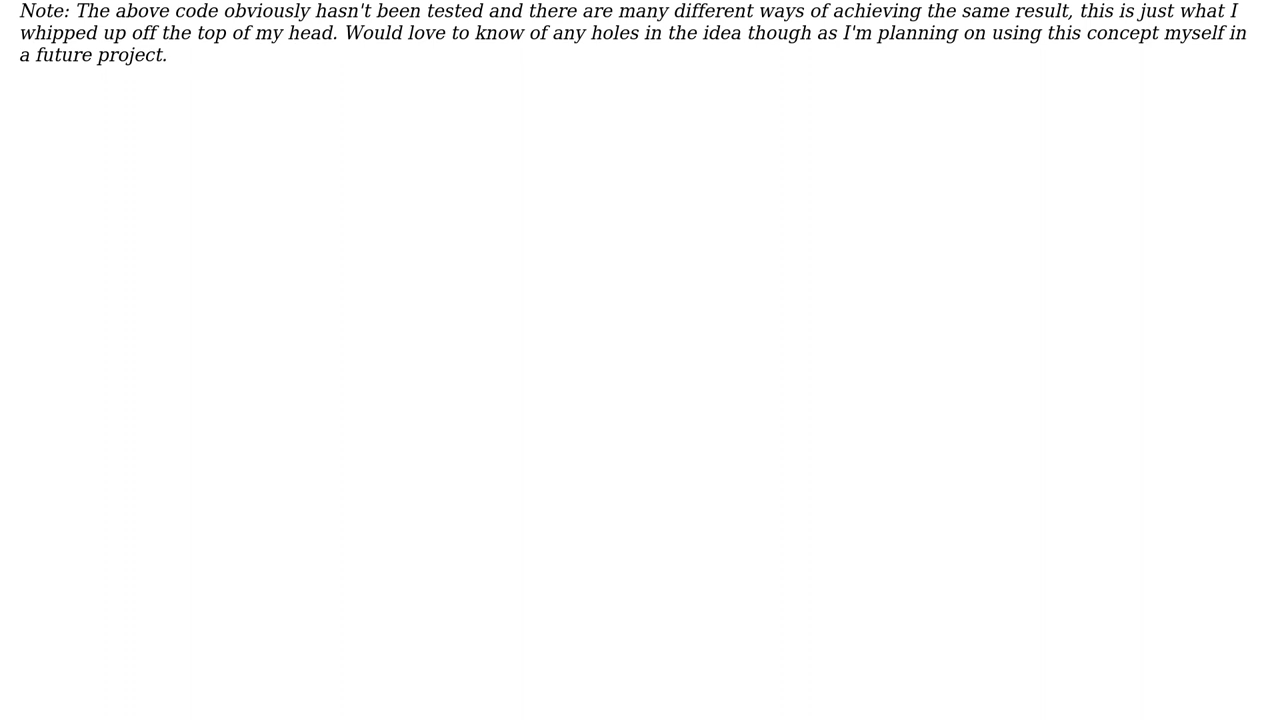 Note: The above code obviously hasn't been tested and there are many different ways of achieving the same result, this is just what I
whipped up off the top of my head. Would love to know of any holes in the idea though as I'm planning on using this concept myself in
a future project.